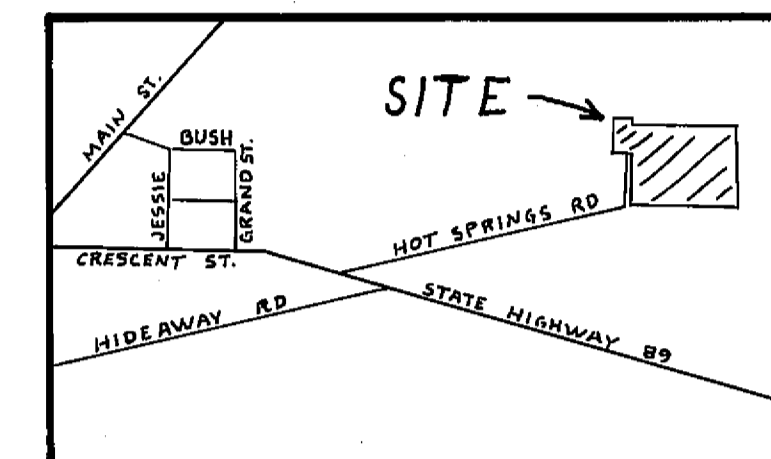 MAIN ST.
SITE
BUSH
JESSIE
GRAND ST.
HOT SPRINGS RD
CRESCENT ST.
HIDEAWAY RD
STATE HIGHWAY 89